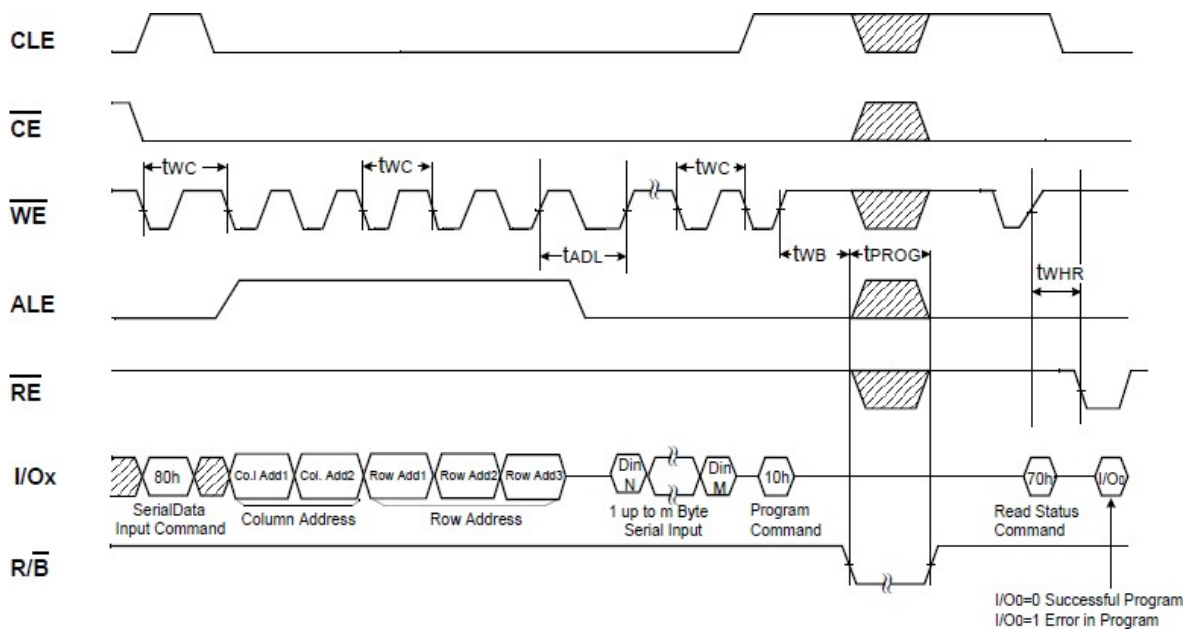 CLE
CE
tWC
tWC
tWC
WE
tADL
tWB
tPROG
tWHR
ALE
RE
I/Ox
80h
Co.l Add1
Col. Add2
Row Add1
Row Add2
Row Add3
Din
N
Din
M
10h
70h
I/O0
SerialData
Input Command
Column Address
Row Address
1 up to m Byte
Serial Input
Program
Command
Read Status
Command
R/B
I/O0=0 Successful Program
I/O0=1 Error in Program